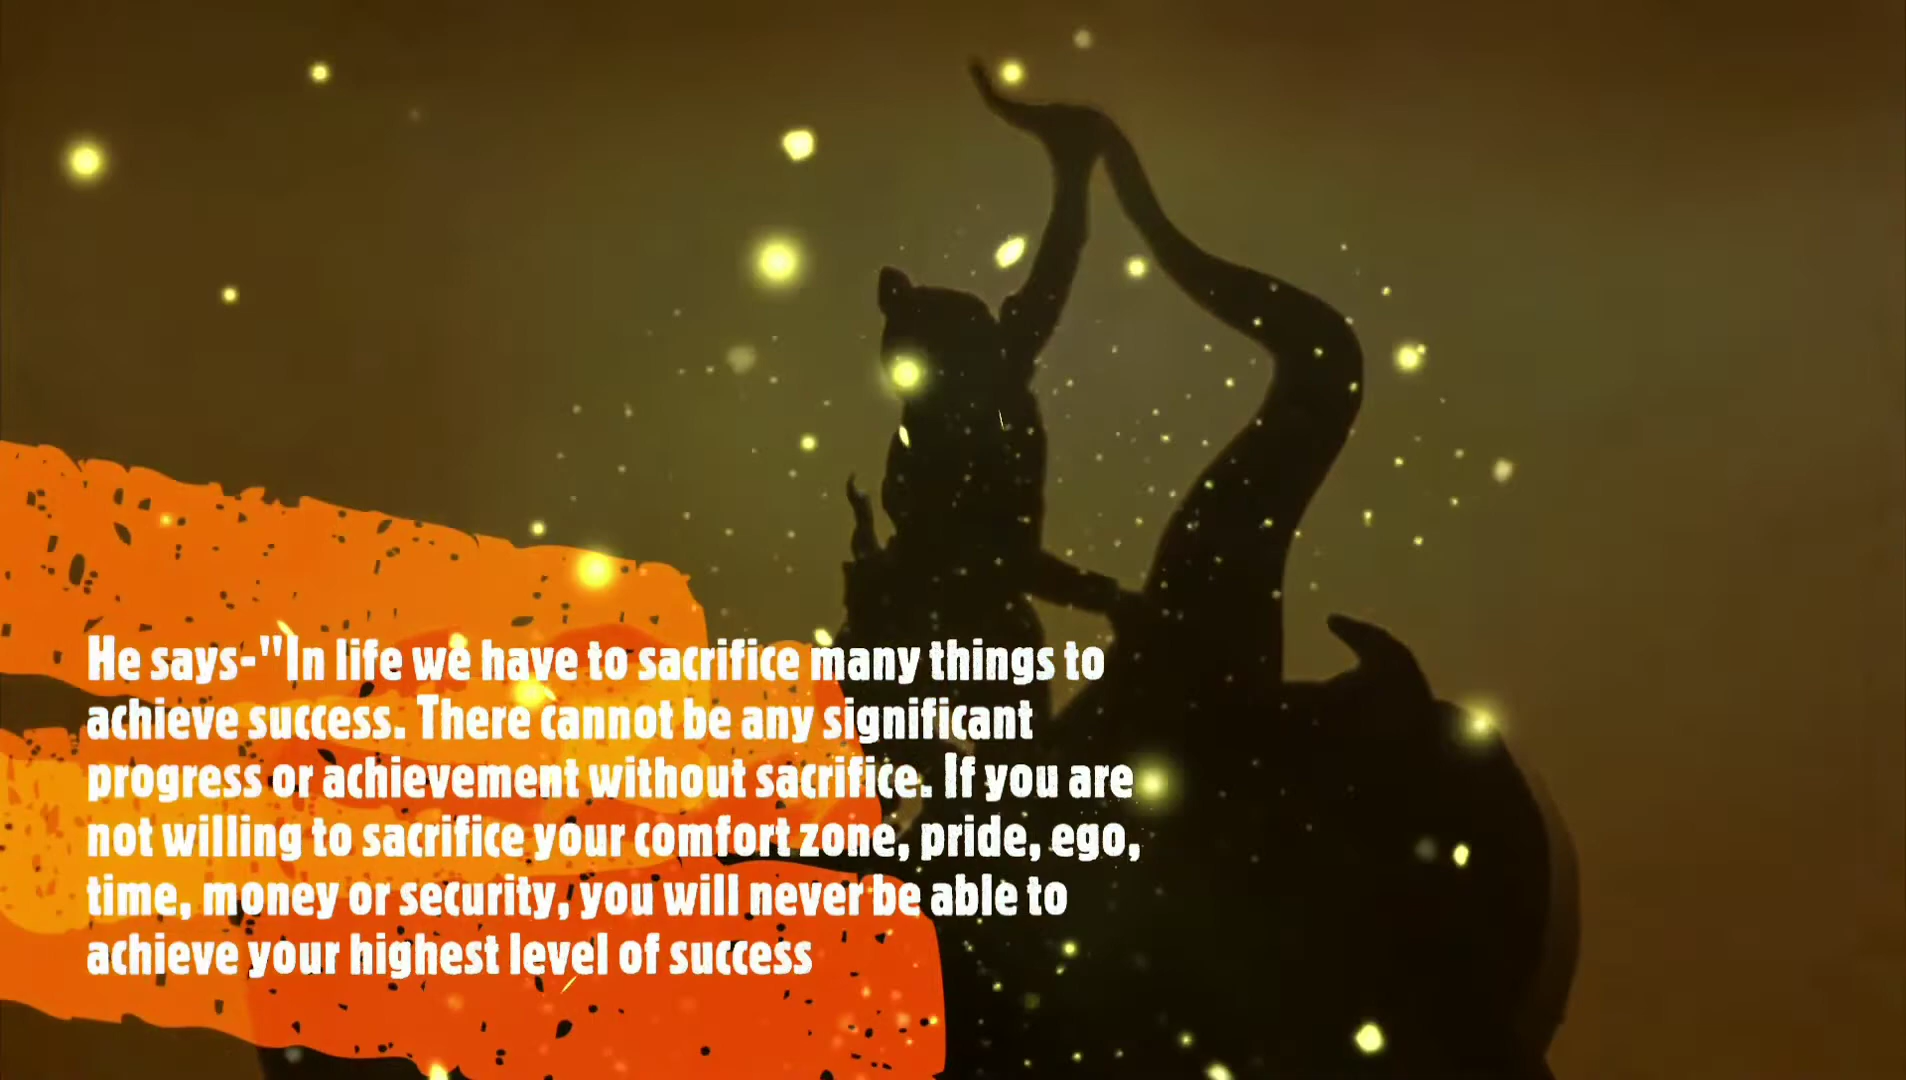 He says-"In life we have to sacrifice many things to
achieve success. There cannot be any significant
progress or achievement without sacrifice. If you are
not willing to sacrifice your comfort zone, pride, ego,
time, money or security, you will never be able to
achieve your highest level of success